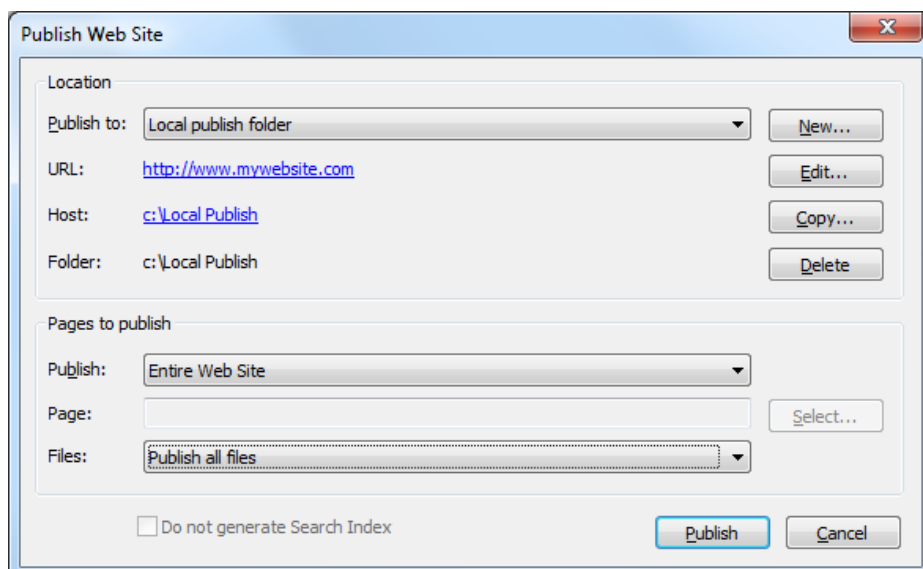 Publish Web Site
Location
Publish to: Local publish folder New...
URL: http://www.mywebsite.com Edit...
Host: c:\Local Publish Copy...
Folder: c:\Local Publish Delete
Pages to publish
Publish: Entire Web Site
Page: Select...
Files: Publish all files
Do not generate Search Index Publish Cancel